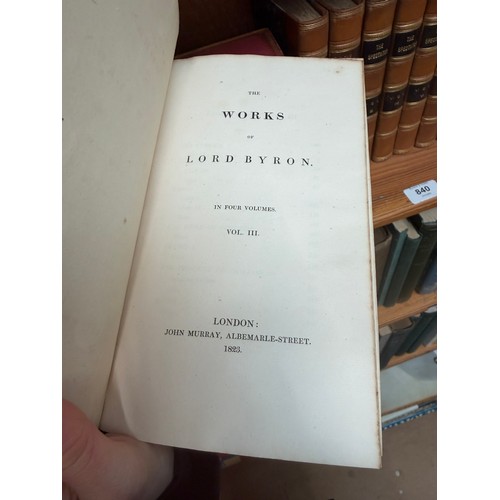 THE
WORKS
OF
LORD BYRON.
IN FOUR VOLUMES.
VOL. III.
LONDON:
JOHN MURRAY, ALBEMARLE-STREET.
1823.
840